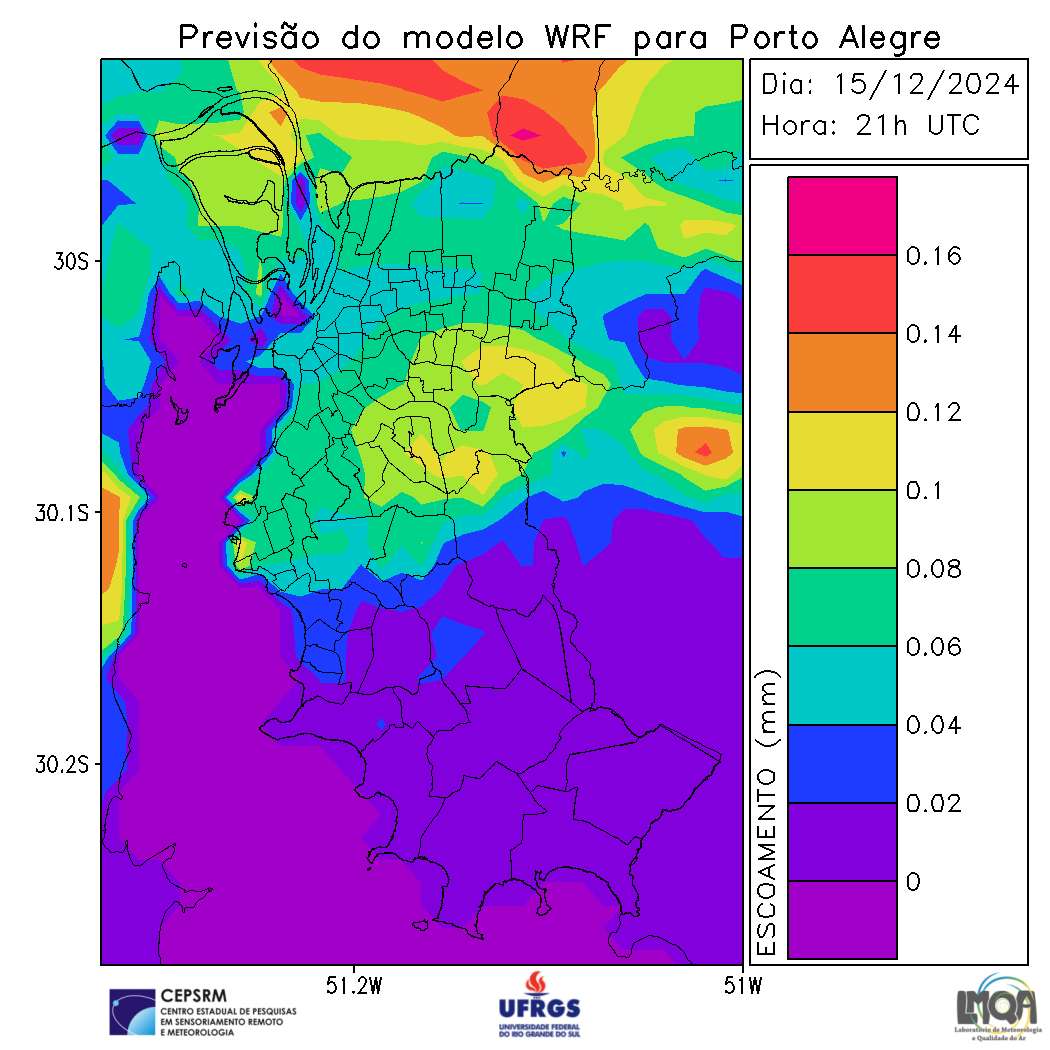 Previsão do modelo WRF para Porto Alegre
Dia: 15/12/2024
Hora: 21h UTC
30S
30.1S
30.2S
51.2W
51W
ESCOAMENTO (mm)
0.16
0.14
0.12
0.1
0.08
0.06
0.04
0.02
0
CEPSRM
CENTRO ESTADUAL DE PESQUISAS
EM SENSORIAMENTO REMOTO
E METEOROLOGIA
UFRGS
UNIVERSIDADE FEDERAL
DO RIO GRANDE DO SUL
LMQA
Laboratório de Meteorologia
e Qualidade do Ar